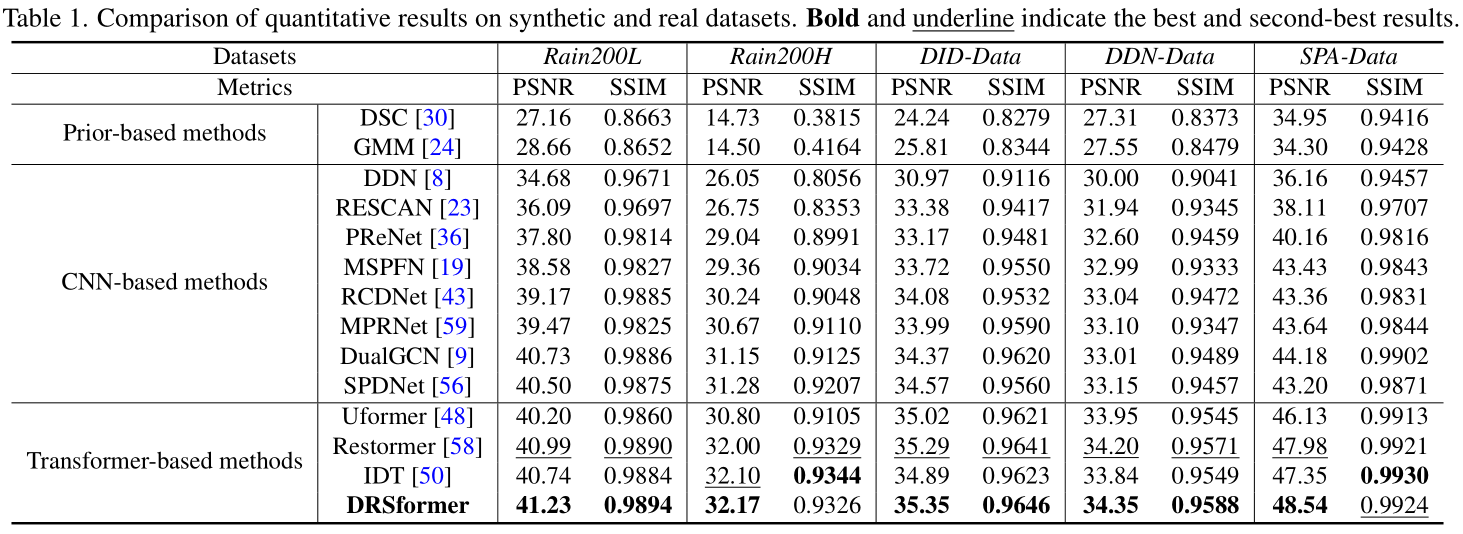 Table 1. Comparison of quantitative results on synthetic and real datasets. Bold and underline indicate the best and second-best results.
Datasets Rain200L Rain200H DID-Data DDN-Data SPA-Data
Metrics PSNR SSIM PSNR SSIM PSNR SSIM PSNR SSIM PSNR SSIM
Prior-based methods DSC [30] 27.16 0.8663 14.73 0.3815 24.24 0.8279 27.31 0.8373 34.95 0.9416
GMM [24] 28.66 0.8652 14.50 0.4164 25.81 0.8344 27.55 0.8479 34.30 0.9428
CNN-based methods DDN [8] 34.68 0.9671 26.05 0.8056 30.97 0.9116 30.00 0.9041 36.16 0.9457
RESCAN [23] 36.09 0.9697 26.75 0.8353 33.38 0.9417 31.94 0.9345 38.11 0.9707
PReNet [36] 37.80 0.9814 29.04 0.8991 33.17 0.9481 32.60 0.9459 40.16 0.9816
MSPFN [19] 38.58 0.9827 29.36 0.9034 33.72 0.9550 32.99 0.9333 43.43 0.9843
RCDNet [43] 39.17 0.9885 30.24 0.9048 34.08 0.9532 33.04 0.9472 43.36 0.9831
MPRNet [59] 39.47 0.9825 30.67 0.9110 33.99 0.9590 33.10 0.9347 43.64 0.9844
DualGCN [9] 40.73 0.9886 31.15 0.9125 34.37 0.9620 33.01 0.9489 44.18 0.9902
SPDNet [56] 40.50 0.9875 31.28 0.9207 34.57 0.9560 33.15 0.9457 43.20 0.9871
Transformer-based methods Uformer [48] 40.20 0.9860 30.80 0.9105 35.02 0.9621 33.95 0.9545 46.13 0.9913
Restormer [58] 40.99 0.9890 32.00 0.9329 35.29 0.9641 34.20 0.9571 47.98 0.9921
IDT [50] 40.74 0.9884 32.10 0.9344 34.89 0.9623 33.84 0.9549 47.35 0.9930
DRSformer 41.23 0.9894 32.17 0.9326 35.35 0.9646 34.35 0.9588 48.54 0.9924